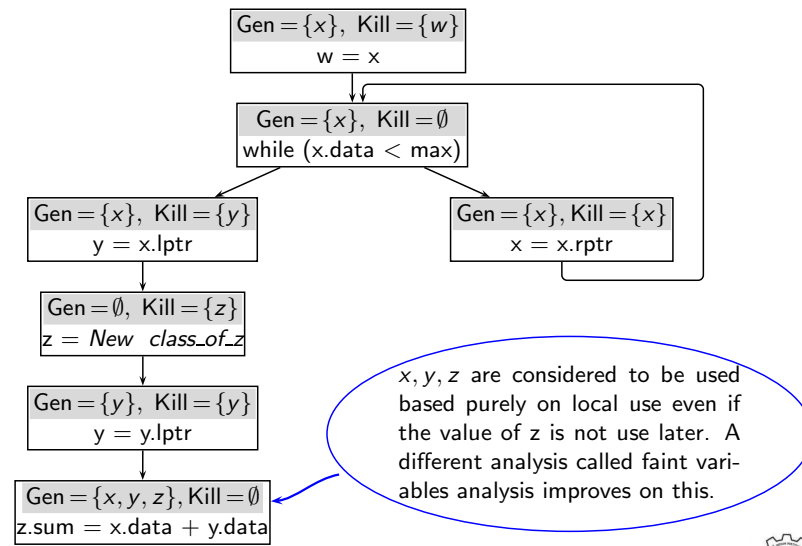 Gen = {x}, Kill = {w}
w = x
Gen = {x}, Kill = ∅
while (x.data < max)
Gen = {x}, Kill = {y}
y = x.lptr
Gen = {x}, Kill = {x}
x = x.rptr
Gen = ∅, Kill = {z}
z = New class_of_z
Gen = {y}, Kill = {y}
y = y.lptr
Gen = {x, y, z}, Kill = ∅
z.sum = x.data + y.data
x, y, z are considered to be used
based purely on local use even if
the value of z is not use later. A
different analysis called faint vari-
ables analysis improves on this.